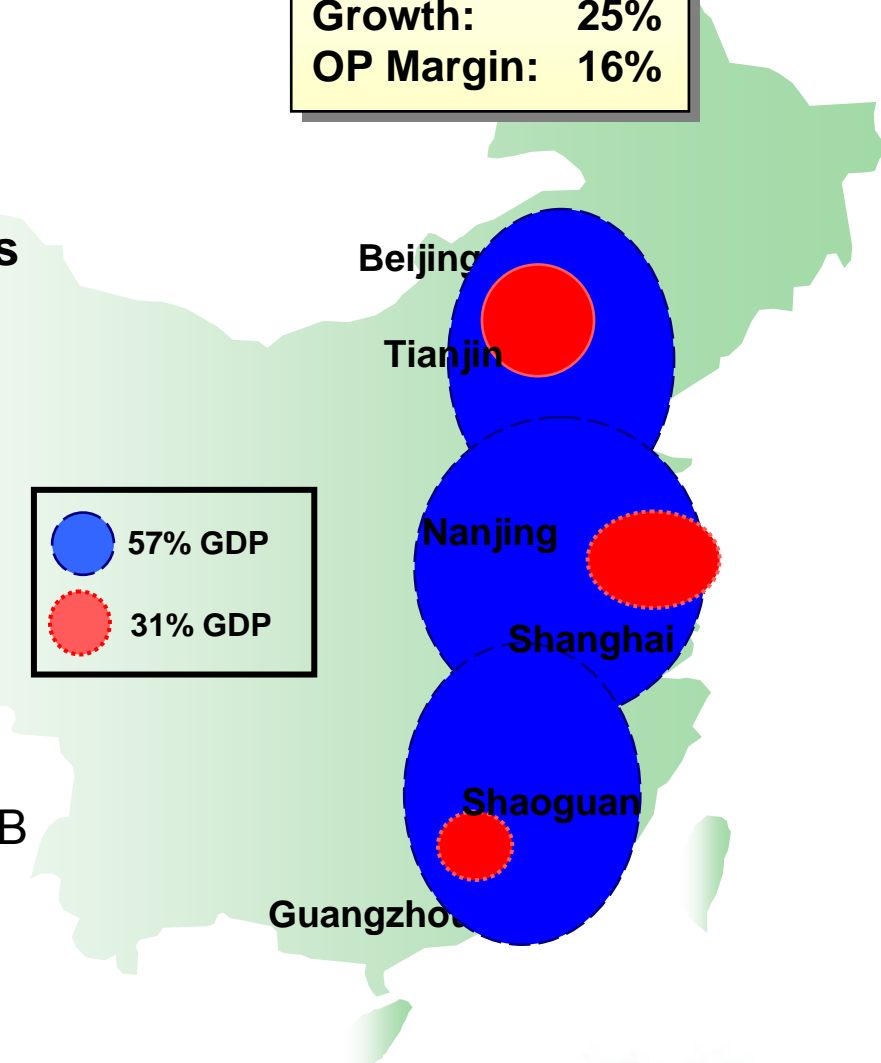 Growth: 25%
OP Margin: 16%
s
Beijing
Tianjin
Nanjing
57% GDP
31% GDP
Shanghai
Shaoguan
B
Guangzhou